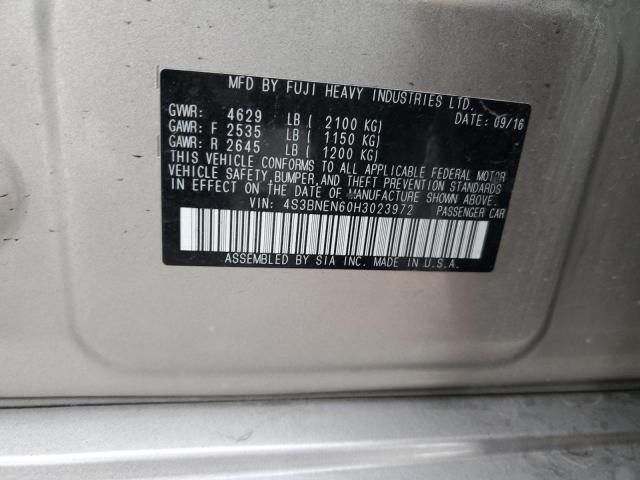 MFD BY FUJI HEAVY INDUSTRIES LTD.
GVWR: 4629 LB ( 2100 KG) DATE: 09/16
GAWR: F 2535 LB ( 1150 KG)
GAWR: R 2645 LB ( 1200 KG)
THIS VEHICLE CONFORMS TO ALL APPLICABLE FEDERAL MOTOR
VEHICLE SAFETY, BUMPER, AND THEFT PREVENTION STANDARDS
IN EFFECT ON THE DATE OF MANUFACTURE SHOWN ABOVE.
VIN: 4S3BNEN60H3023972 PASSENGER CAR
ASSEMBLED BY SIA INC. MADE IN U.S.A.